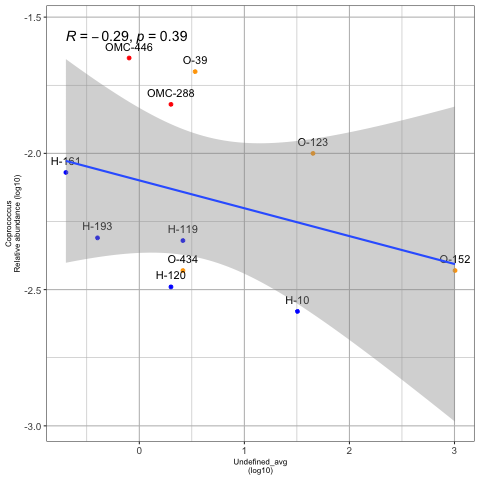 -1.5
R = −0.29, p = 0.39
OMC-446
O-39
OMC-288
O-123
-2.0
H-161
H-193
H-119
O-434
O-152
H-120
-2.5
H-10
-3.0
0 1 2 3
Undefined_avg
(log10)
Coprococcus
Relative abundance (log10)